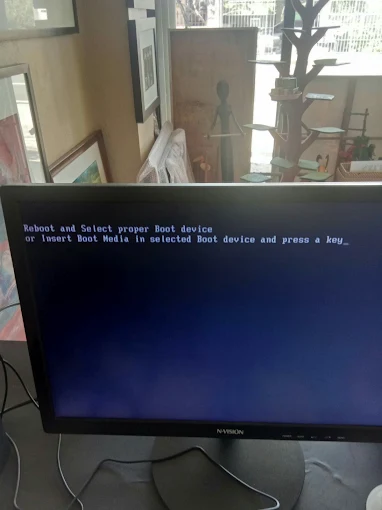 Reboot and Select proper Boot device
or Insert Boot Media in selected Boot device and press a key_
N-VISION